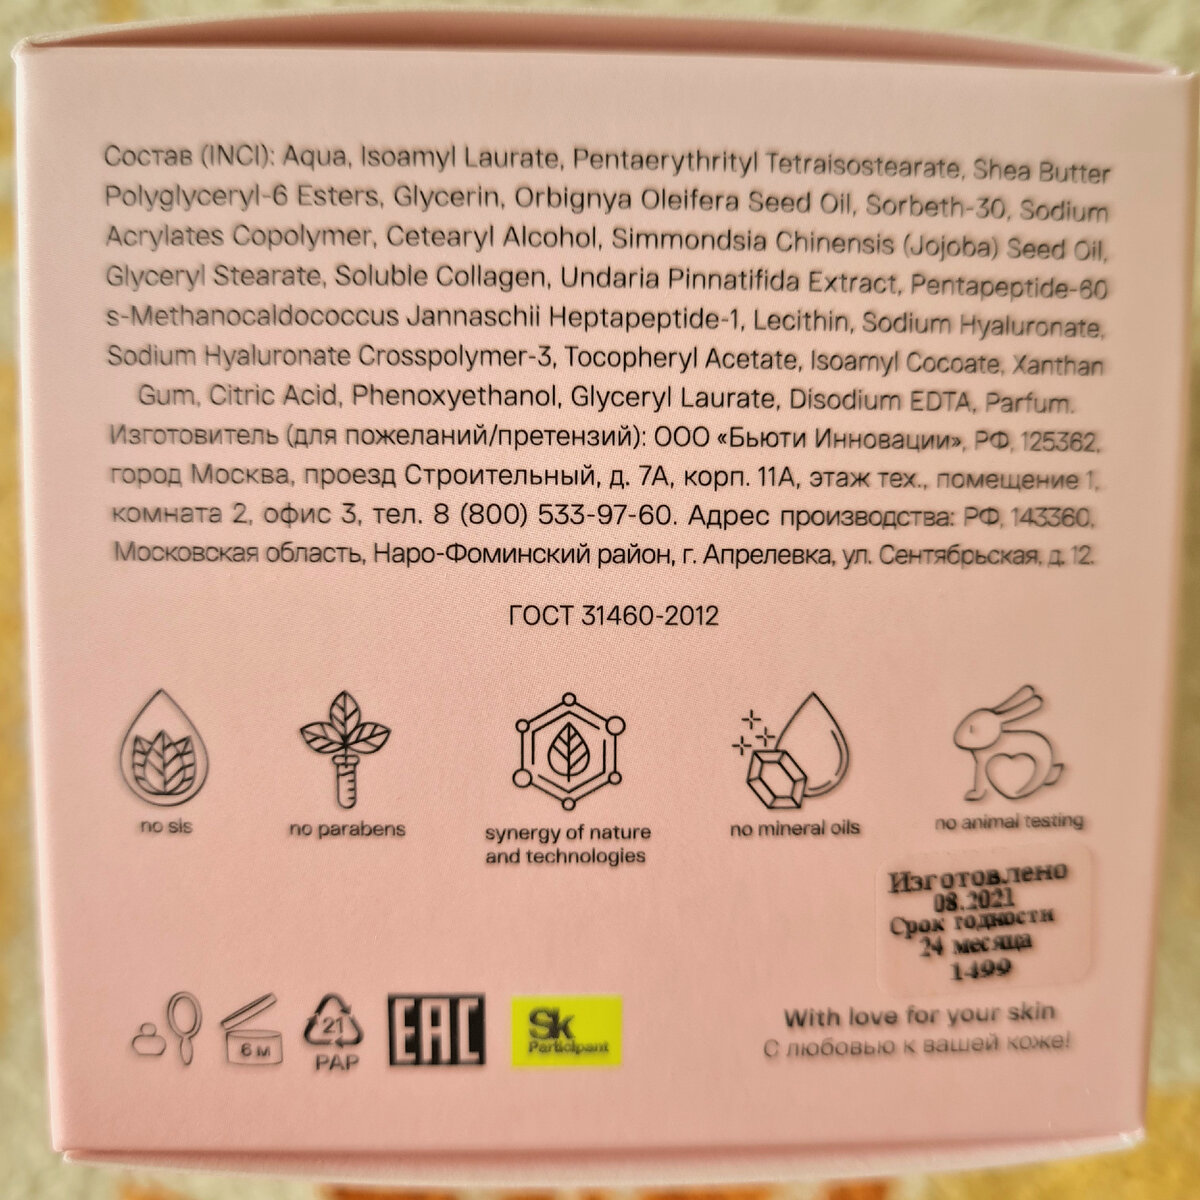 Состав (INCI): Aqua, Isoamyl Laurate, Pentaerythrityl Tetraisostearate, Shea Butter
Polyglyceryl-6 Esters, Glycerin, Orbignya Oleifera Seed Oil, Sorbeth-30, Sodium
Acrylates Copolymer, Cetearyl Alcohol, Simmondsia Chinensis (Jojoba) Seed Oil,
Glyceryl Stearate, Soluble Collagen, Undaria Pinnatifida Extract, Pentapeptide-60
s-Methanocaldococcus Jannaschii Heptapeptide-1, Lecithin, Sodium Hyaluronate,
Sodium Hyaluronate Crosspolymer-3, Tocopheryl Acetate, Isoamyl Cocoate, Xanthan
Gum, Citric Acid, Phenoxyethanol, Glyceryl Laurate, Disodium EDTA, Parfum.
Изготовитель (для пожеланий/претензий): ООО «Бьюти Инновации», РФ, 125362,
город Москва, проезд Строительный, д. 7А, корп. 11А, этаж тех., помещение 1,
комната 2, офис 3, тел. 8 (800) 533-97-60. Адрес производства: РФ, 143360,
Московская область, Наро-Фоминский район, г. Апрелевка, ул. Сентябрьская, д. 12.
ГОСТ 31460-2012
no sls
no parabens
synergy of nature
and technologies
no mineral oils
no animal testing
Изготовлено
08.2021
Срок годности
24 месяца
1499
6 м
21
PAP
EAC
Sk
Participant
With love for your skin
С любовью к вашей коже!